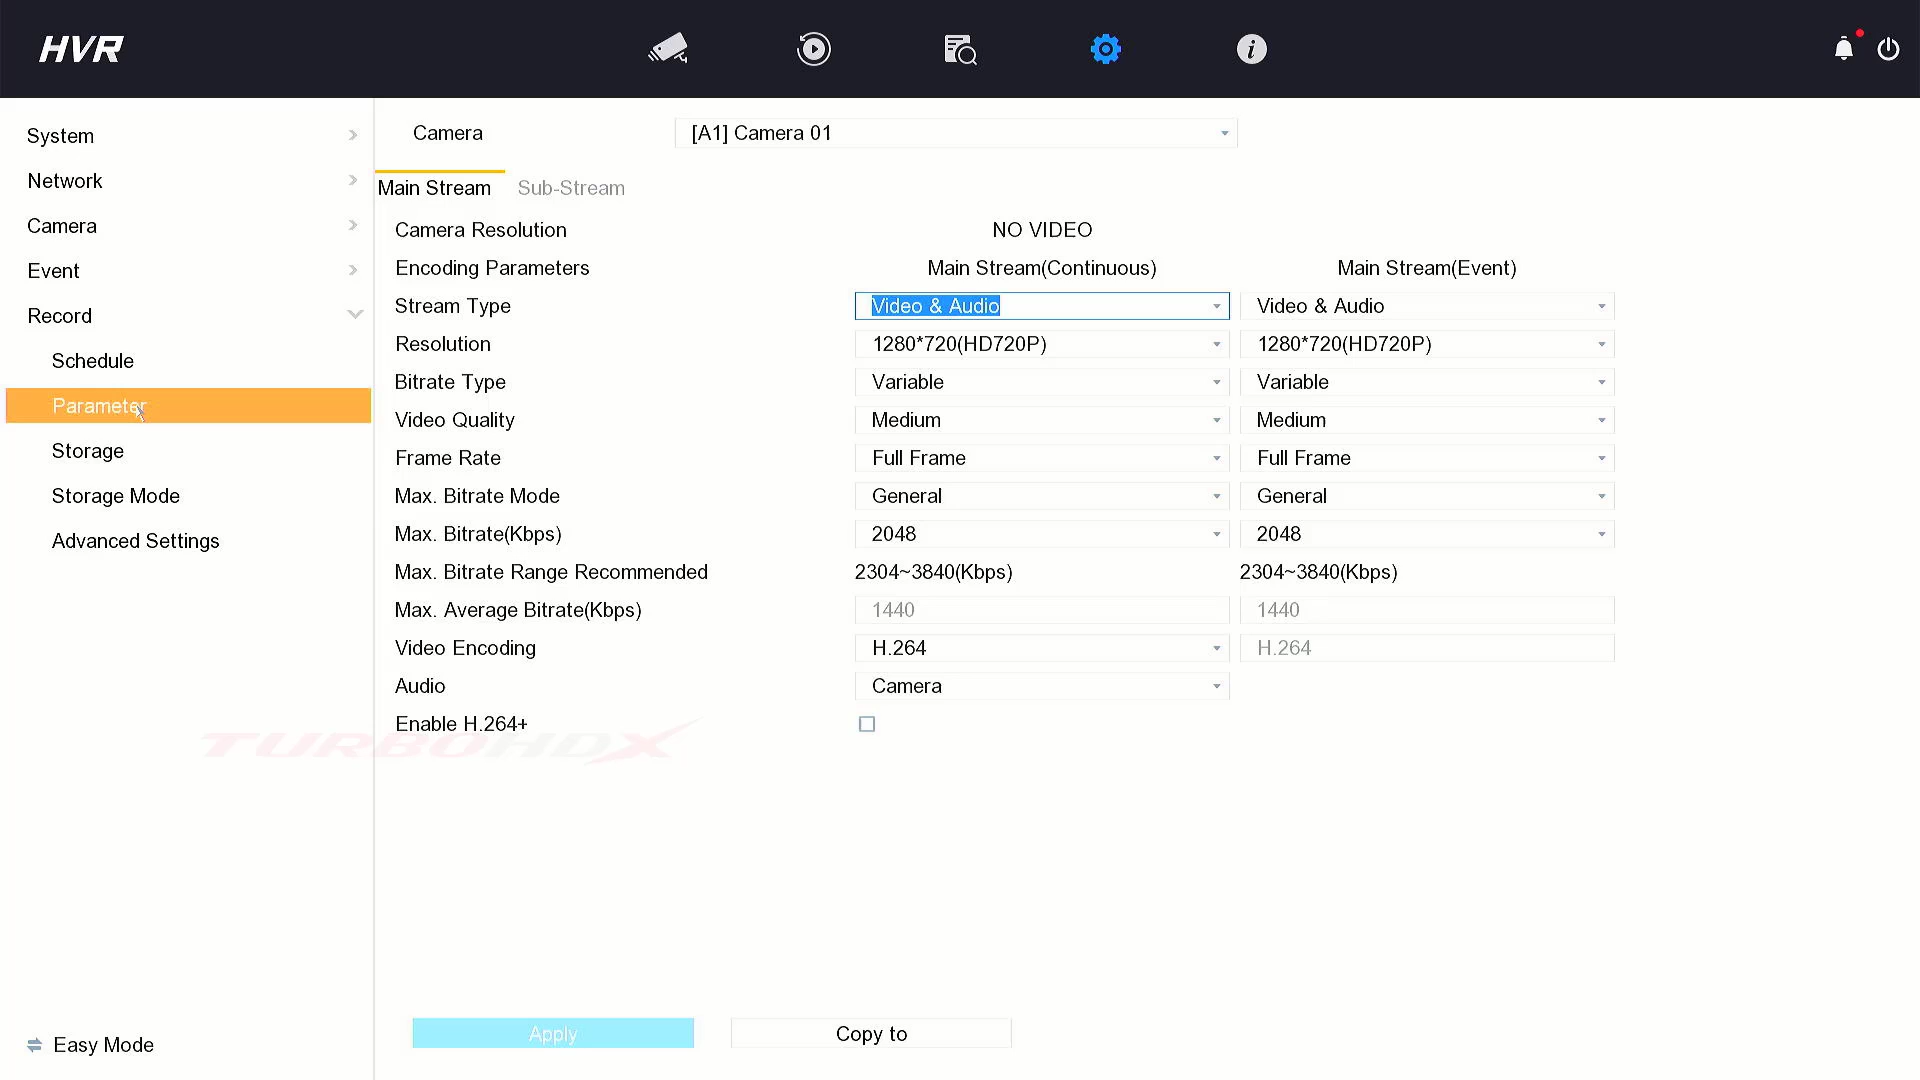 HVR
System
Network
Camera
Event
Record
Schedule
Parameter
Storage
Storage Mode
Advanced Settings
Easy Mode
Camera [A1] Camera 01
Main Stream Sub-Stream
Camera Resolution NO VIDEO
Encoding Parameters Main Stream(Continuous) Main Stream(Event)
Stream Type Video & Audio Video & Audio
Resolution 1280*720(HD720P) 1280*720(HD720P)
Bitrate Type Variable Variable
Video Quality Medium Medium
Frame Rate Full Frame Full Frame
Max. Bitrate Mode General General
Max. Bitrate(Kbps) 2048 2048
Max. Bitrate Range Recommended 2304~3840(Kbps) 2304~3840(Kbps)
Max. Average Bitrate(Kbps) 1440 1440
Video Encoding H.264 H.264
Audio Camera
Enable H.264+
TURBOHDX
Apply Copy to